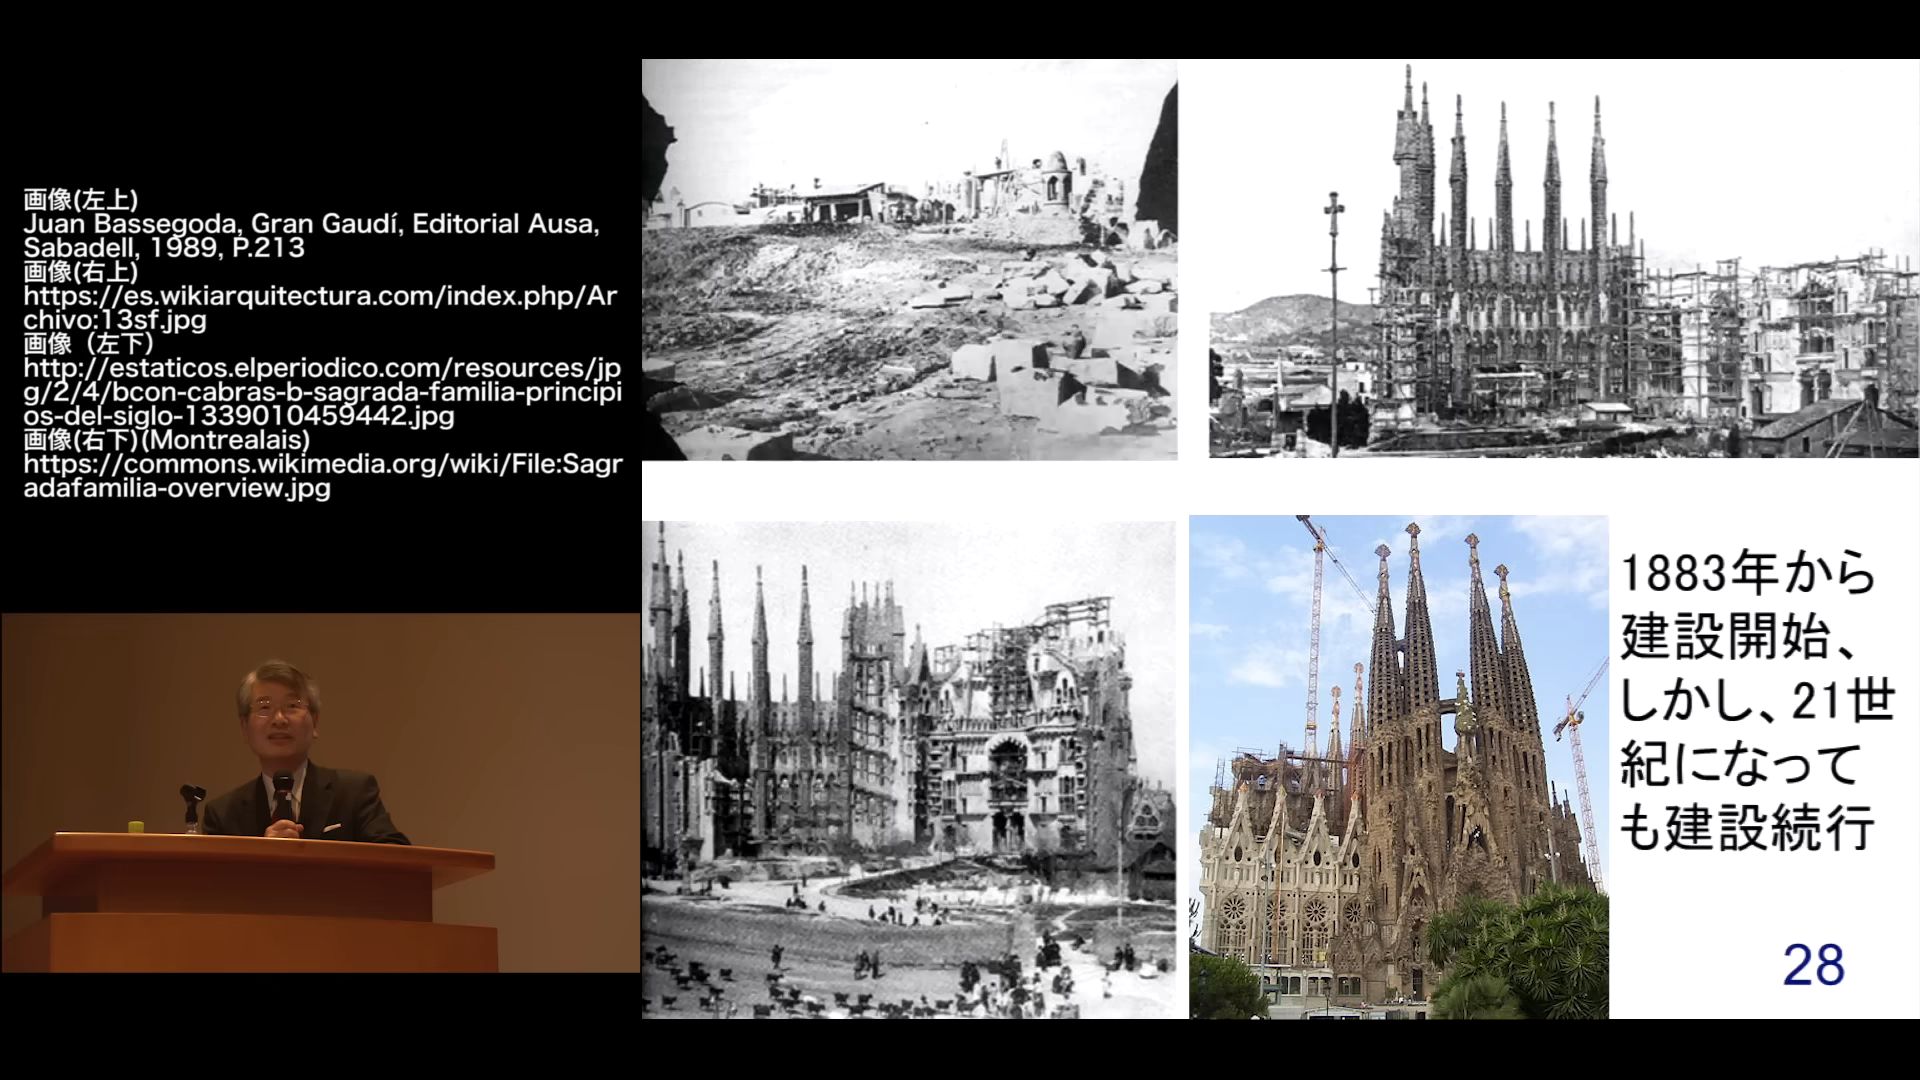 画像(左上)
Juan Bassegoda, Gran Gaudí, Editorial Ausa,
Sabadell, 1989, P.213
画像(右上)
https://es.wikiarquitectura.com/index.php/Ar
chivo:13sf.jpg
画像（左下）
http://estaticos.elperiodico.com/resources/jp
g/2/4/bcon-cabras-b-sagrada-familia-principi
os-del-siglo-1339010459442.jpg
画像(右下)(Montrealais)
https://commons.wikimedia.org/wiki/File:Sagr
adafamilia-overview.jpg
1883年から
建設開始、
しかし、21世
紀になって
も建設続行
28